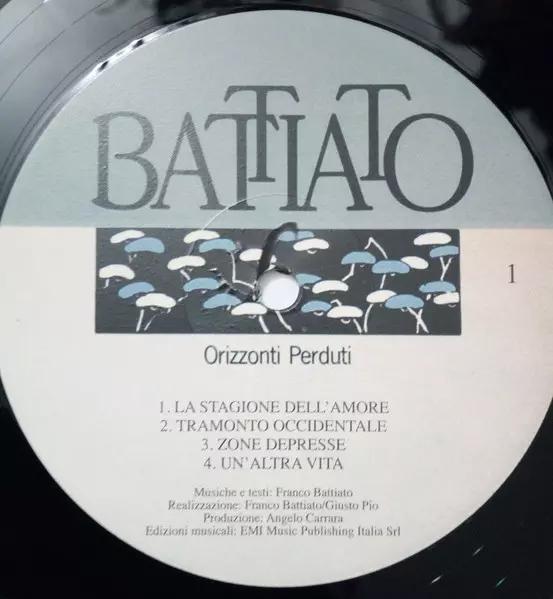 BATTIATO
1
Orizzonti Perduti
1. LA STAGIONE DELL'AMORE
2. TRAMONTO OCCIDENTALE
3. ZONE DEPRESSE
4. UN'ALTRA VITA
Musiche e testi: Franco Battiato
Realizzazione: Franco Battiato/Giusto Pio
Produzione: Angelo Carrara
Edizioni musicali: EMI Music Publishing Italia Srl